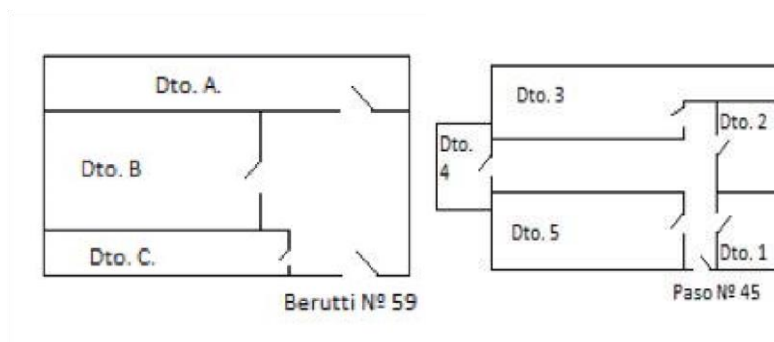 Dto. A.
Dto. B
Dto. C.
Berutti Nº 59
Dto. 3
Dto. 2
Dto.
4
Dto. 5
Dto. 1
Paso Nº 45